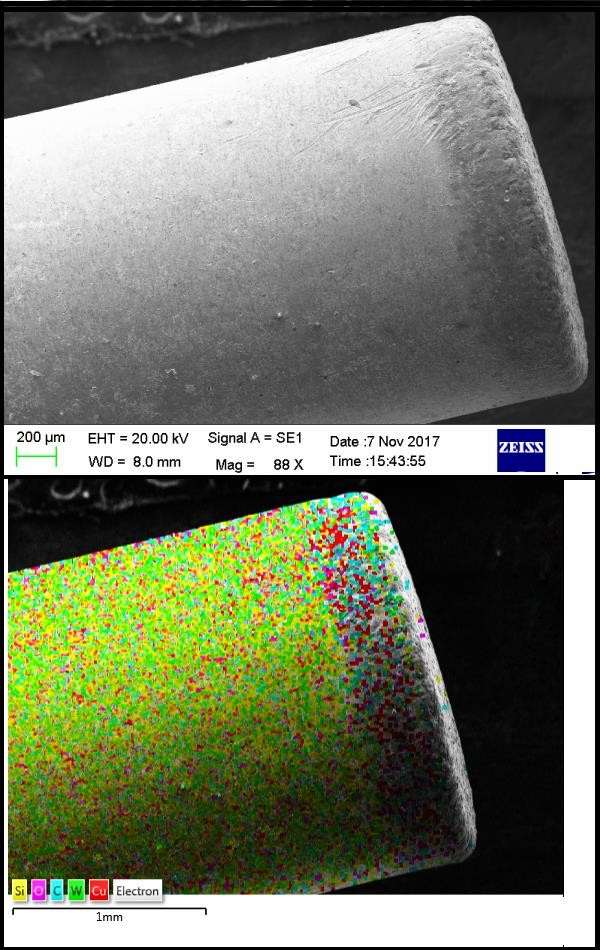 200 µm EHT = 20.00 kV Signal A = SE1 Date :7 Nov 2017 ZEISS
WD = 8.0 mm Mag = 88 X Time :15:43:55
Si O C W Cu Electron
1mm